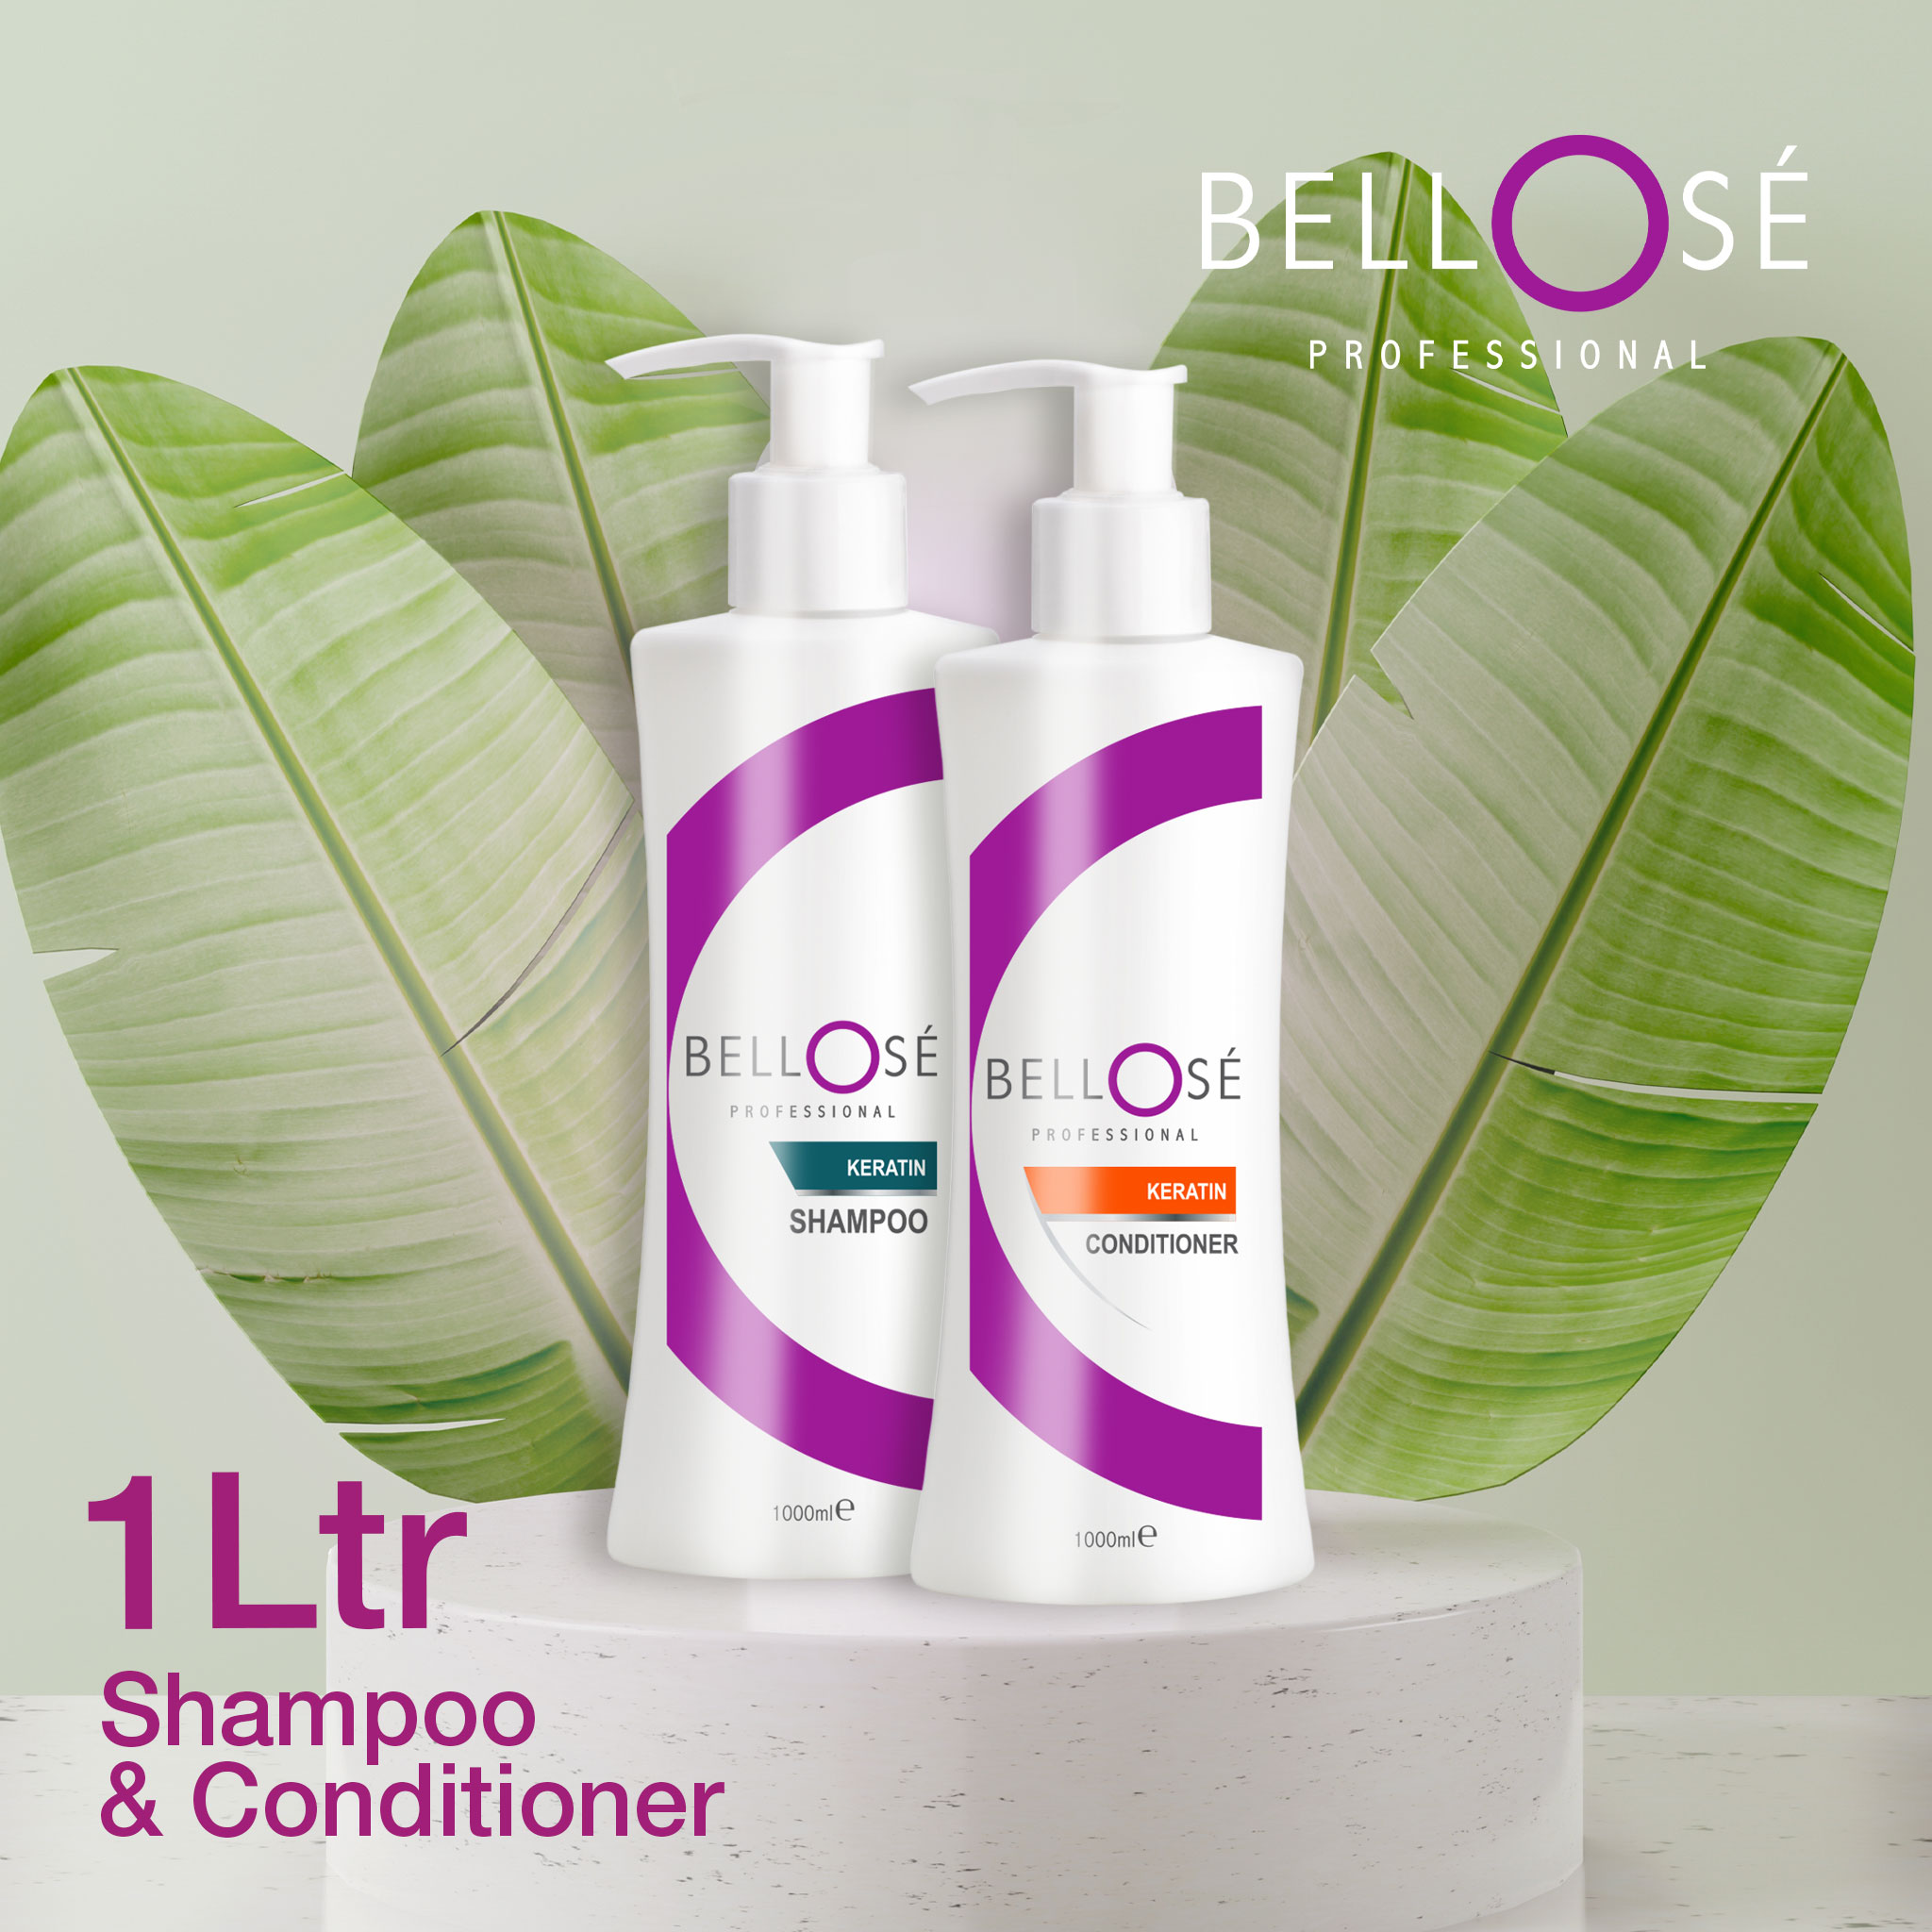 BELLOSÉ
PROFESSIONAL
BELLOSÉ
PROFESSIONAL
KERATIN
SHAMPOO
1000ml℮
BELLOSÉ
PROFESSIONAL
KERATIN
CONDITIONER
1000ml℮
1Ltr
Shampoo
& Conditioner